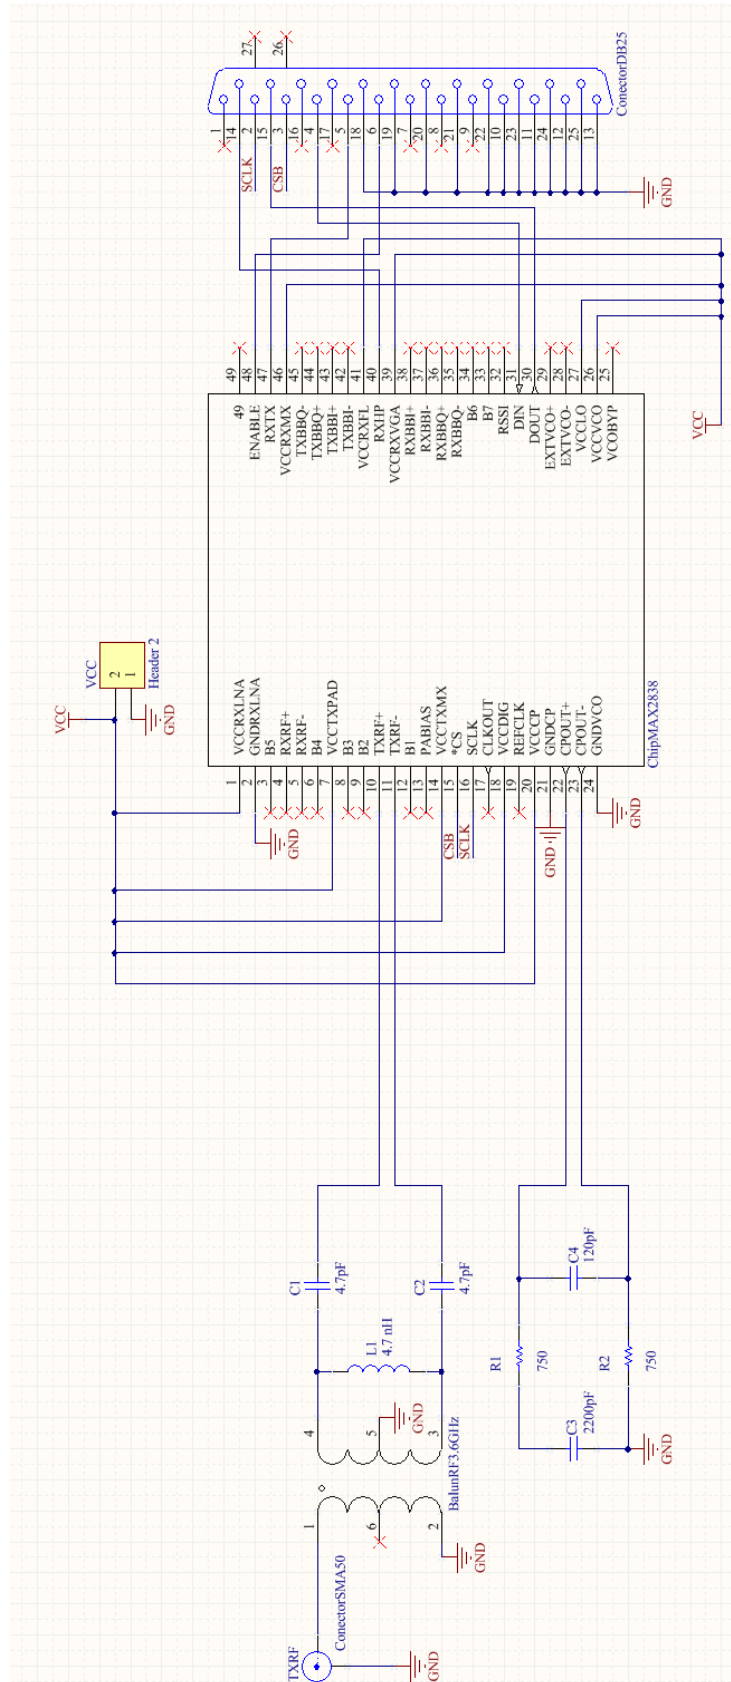 27
26
ConectorDB25
1
14
2
15
3
16
4
17
5
18
6
19
7
20
8
21
9
22
10
23
11
24
12
25
13
SCLK
CSB
GND
VCC
49
48
47
46
45
44
43
42
41
40
39
38
37
36
35
34
33
32
31
30
29
28
27
26
25
49
ENABLE
RXTX
VCCRXMX
TXBBQ-
TXBBQ+
TXBBI+
TXBBI-
VCCRXFL
RXHP
VCCRXVGA
RXBBI+
RXBBI-
RXBBQ+
RXBBQ-
B6
B7
RSSI
DIN
DOUT
EXTVCO+
EXTVCO-
VCCLO
VCCVCO
VCOBYP
VCC
2
1
Header 2
VCC
GND
VCCRXLNA
GNDRXLNA
B5
RXRF+
RXRF-
B4
VCCTXPAD
B3
B2
TXRF+
TXRF-
B1
PABIAS
VCCTXMX
*CS
SCLK
CLKOUT
VCCDIG
REFCLK
VCCCP
GNDCP
CPOUT+
CPOUT-
GNDVCO
ChipMAX2838
1
2
3
4
5
6
7
8
9
10
11
12
13
14
15
16
17
18
19
20
21
22
23
24
GND
CSB
SCLK
GND
GND
C1
4.7pF
C2
4.7pF
L1
4.7 nH
C4
120pF
R1
750
R2
750
C3
2200pF
GND
4
5
3
GND
BalunRF3.6GHz
1
6
2
GND
ConectorSMA50
TXRF
GND